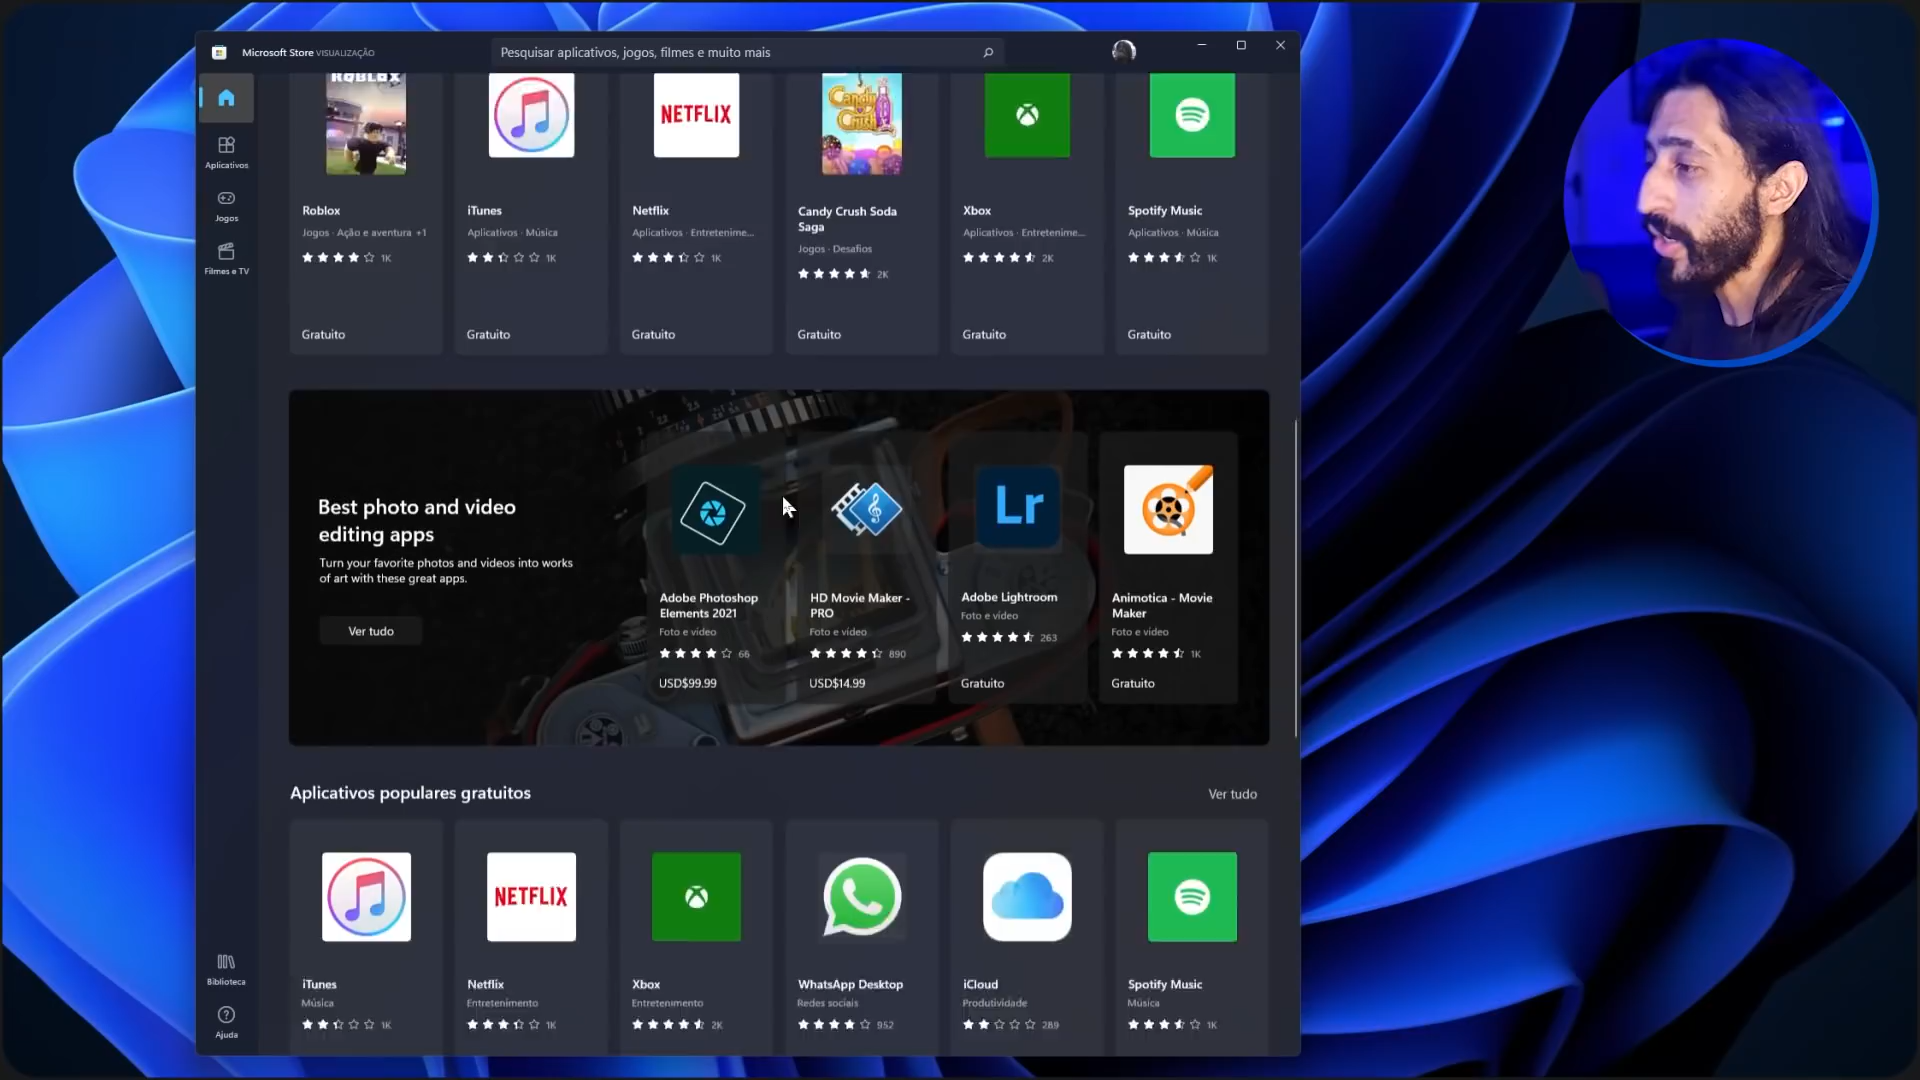 Microsoft Store VISUALIZAÇÃO
Pesquisar aplicativos, jogos, filmes e muito mais
Aplicativos
Jogos
Filmes e TV
Biblioteca
Ajuda
ROBLOX
NETFLIX
Candy
Crush
Roblox
Jogos · Ação e aventura +1
1K
Gratuito
iTunes
Aplicativos · Música
1K
Gratuito
Netflix
Aplicativos · Entretenime...
1K
Gratuito
Candy Crush Soda
Saga
Jogos · Desafios
2K
Gratuito
Xbox
Aplicativos · Entretenime...
2K
Gratuito
Spotify Music
Aplicativos · Música
1K
Gratuito
Best photo and video
editing apps
Turn your favorite photos and videos into works
of art with these great apps.
Ver tudo
Adobe Photoshop
Elements 2021
Foto e vídeo
66
USD$99.99
HD Movie Maker -
PRO
Foto e vídeo
890
USD$14.99
Lr
Adobe Lightroom
Foto e vídeo
263
Gratuito
Animotica - Movie
Maker
Foto e vídeo
1K
Gratuito
Aplicativos populares gratuitos
Ver tudo
iTunes
Música
1K
NETFLIX
Netflix
Entretenimento
1K
Xbox
Entretenimento
2K
WhatsApp Desktop
Redes sociais
952
iCloud
Produtividade
289
Spotify Music
Música
1K